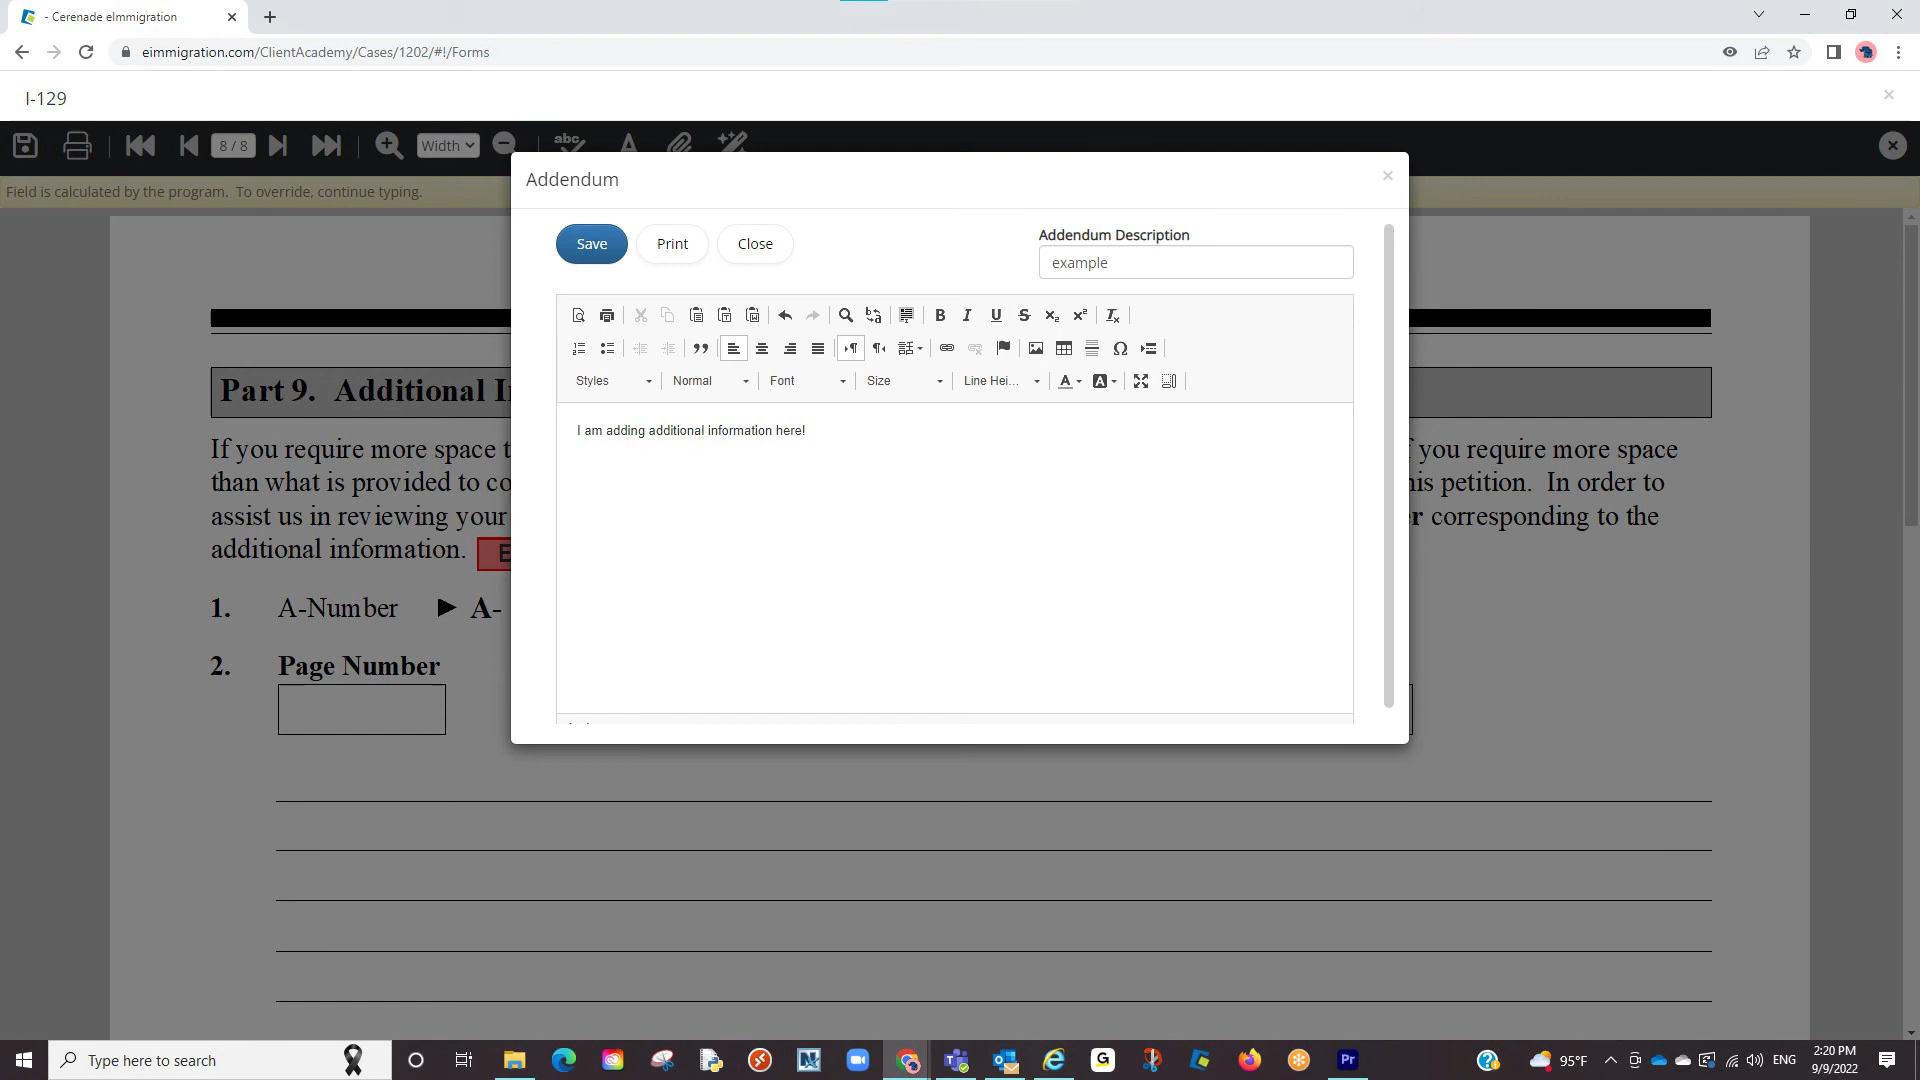 - Cerenade eImmigration
eimmigration.com/ClientAcademy/Cases/1202/#!/Forms
I-129
8 / 8
Width
abc
Field is calculated by the program. To override, continue typing.
Addendum
Save
Print
Close
Addendum Description
example
Styles
Normal
Font
Size
Line Hei...
A
A
I am adding additional information here!
Part 9. Additional I
If you require more space
than what is provided to co
assist us in reviewing your
additional information.
you require more space
his petition. In order to
r corresponding to the
1. A-Number ► A-
2. Page Number
Type here to search
95°F
ENG
2:20 PM
9/9/2022